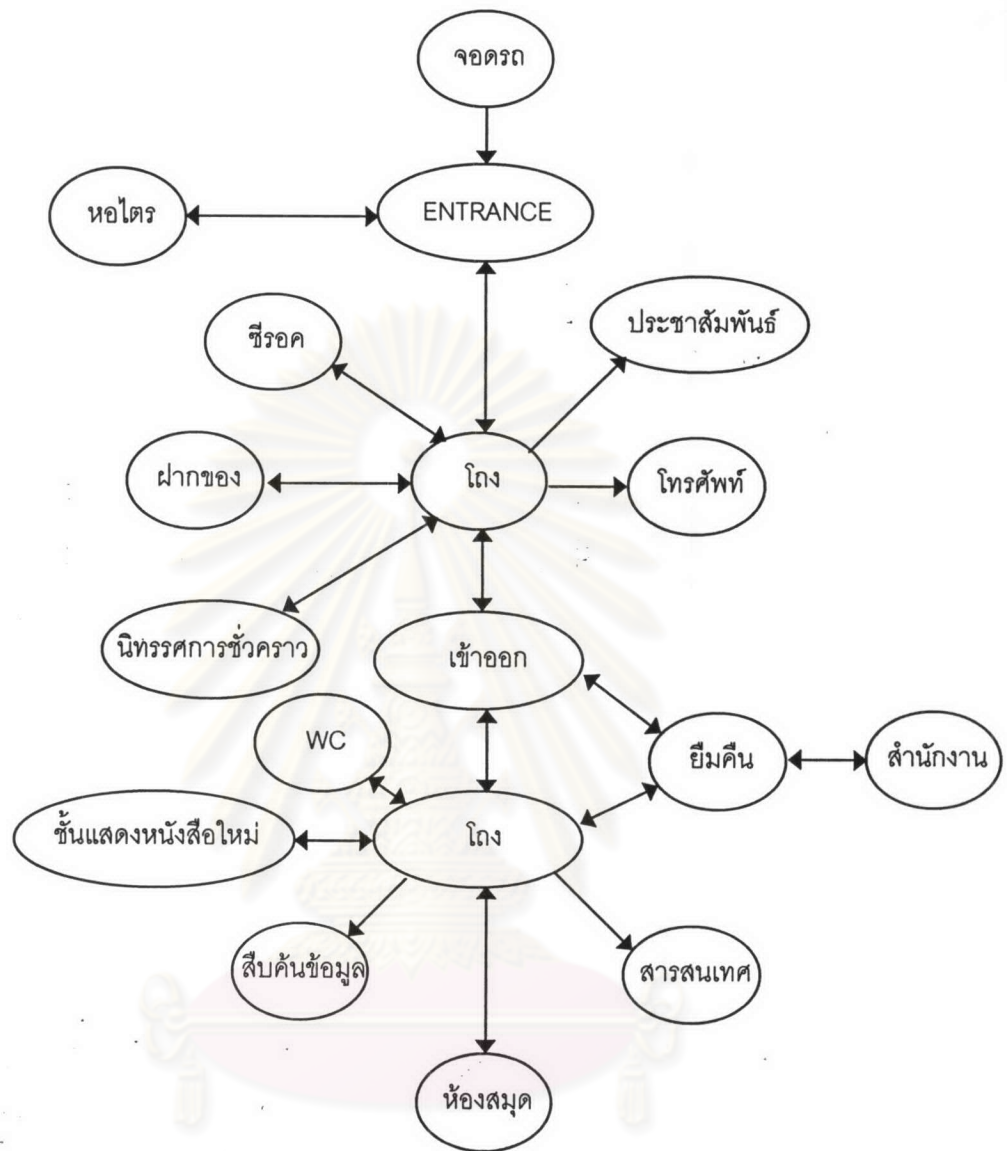 จอดรถ
หอไตร
ENTRANCE
ซีรอค
ประชาสัมพันธ์
ฝากของ
โถง
โทรศัพท์
นิทรรศการชั่วคราว
เข้าออก
WC
ยืมคืน
สำนักงาน
ชั้นแสดงหนังสือใหม่
โถง
สืบค้นข้อมูล
สารสนเทศ
ห้องสมุด